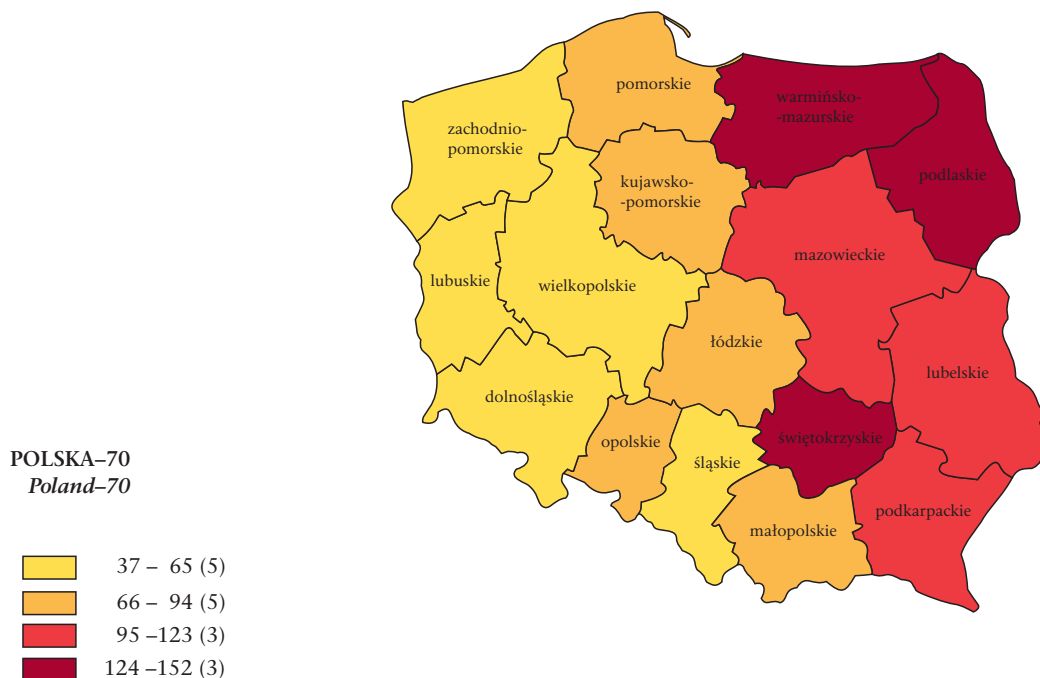 pomorskie
warmińsko-
-mazurskie
zachodnio-
pomorskie
podlaskie
kujawsko-
-pomorskie
mazowieckie
lubuskie
wielkopolskie
łódzkie
lubelskie
dolnośląskie
opolskie
śląskie
świętokrzyskie
podkarpackie
małopolskie
POLSKA–70
Poland–70
37 – 65 (5)
66 – 94 (5)
95 –123 (3)
124 –152 (3)